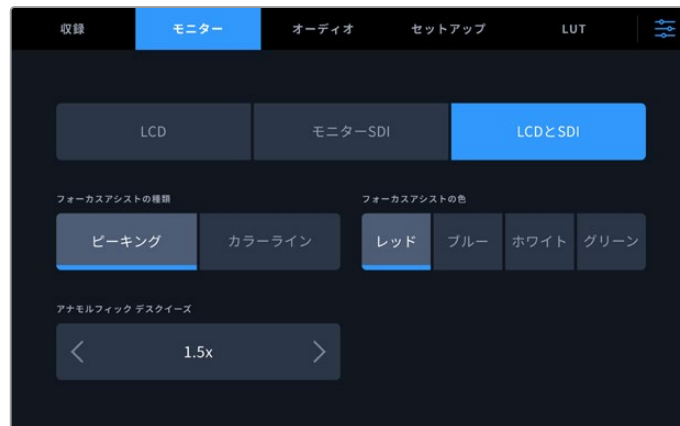 収録 モニター オーディオ セットアップ LUT
LCD モニターSDI LCDとSDI
フォーカスアシストの種類 フォーカスアシストの色
ピーキング カラーライン レッド ブルー ホワイト グリーン
アナモルフィック デスクイーズ
1.5x